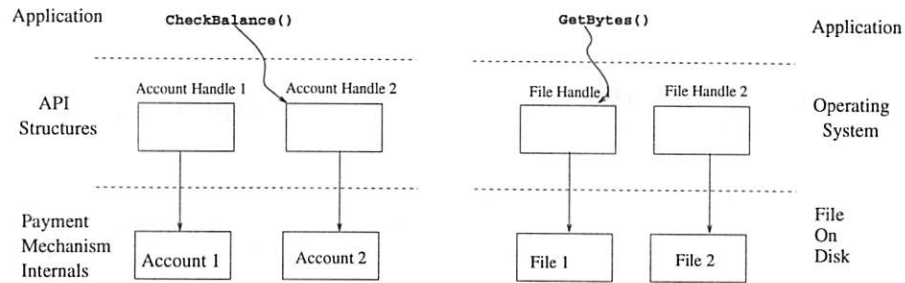 Application
CheckBalance()
GetBytes()
Application
Account Handle 1
Account Handle 2
File Handle
File Handle 2
API
Structures
Operating
System
Payment
Mechanism
Internals
Account 1
Account 2
File 1
File 2
File
On
Disk